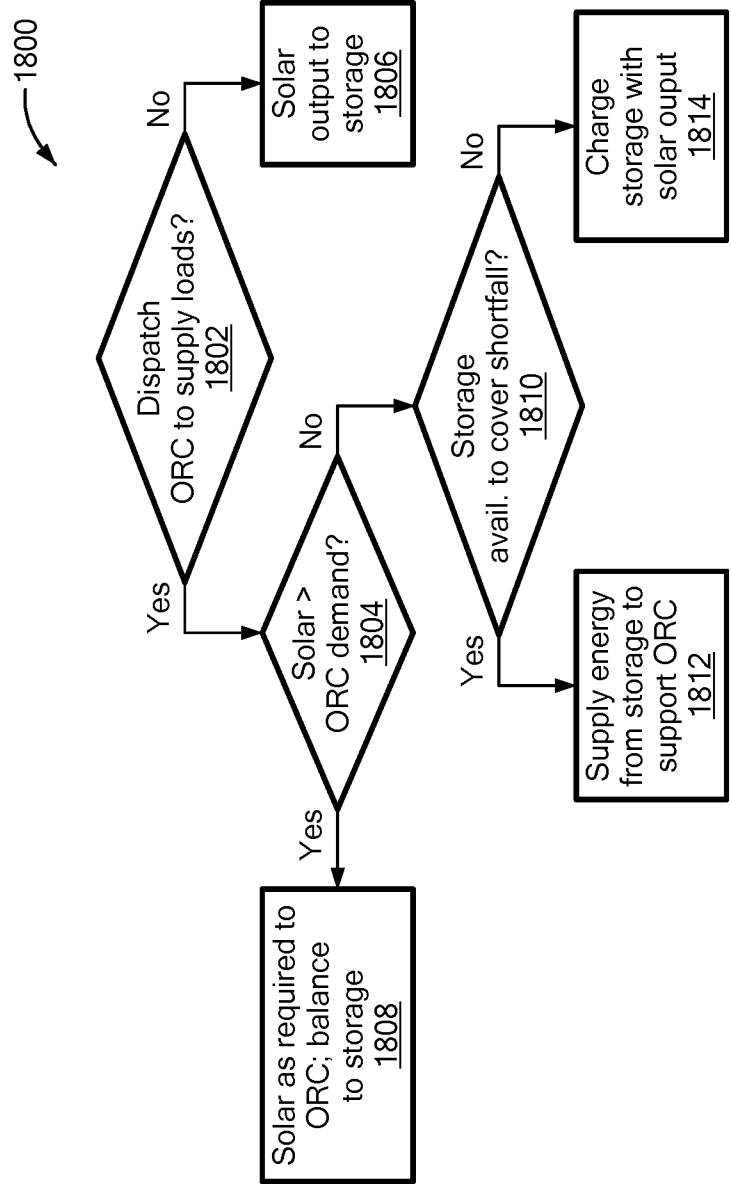 1800
Dispatch
ORC to supply loads?
1802
Yes
No
Solar
output to
storage
1806
Solar >
ORC demand?
1804
Yes
No
Solar as required to
ORC; balance
to storage
1808
Storage
avail. to cover shortfall?
1810
Yes
No
Supply energy
from storage to
support ORC
1812
Charge
storage with
solar ouput
1814